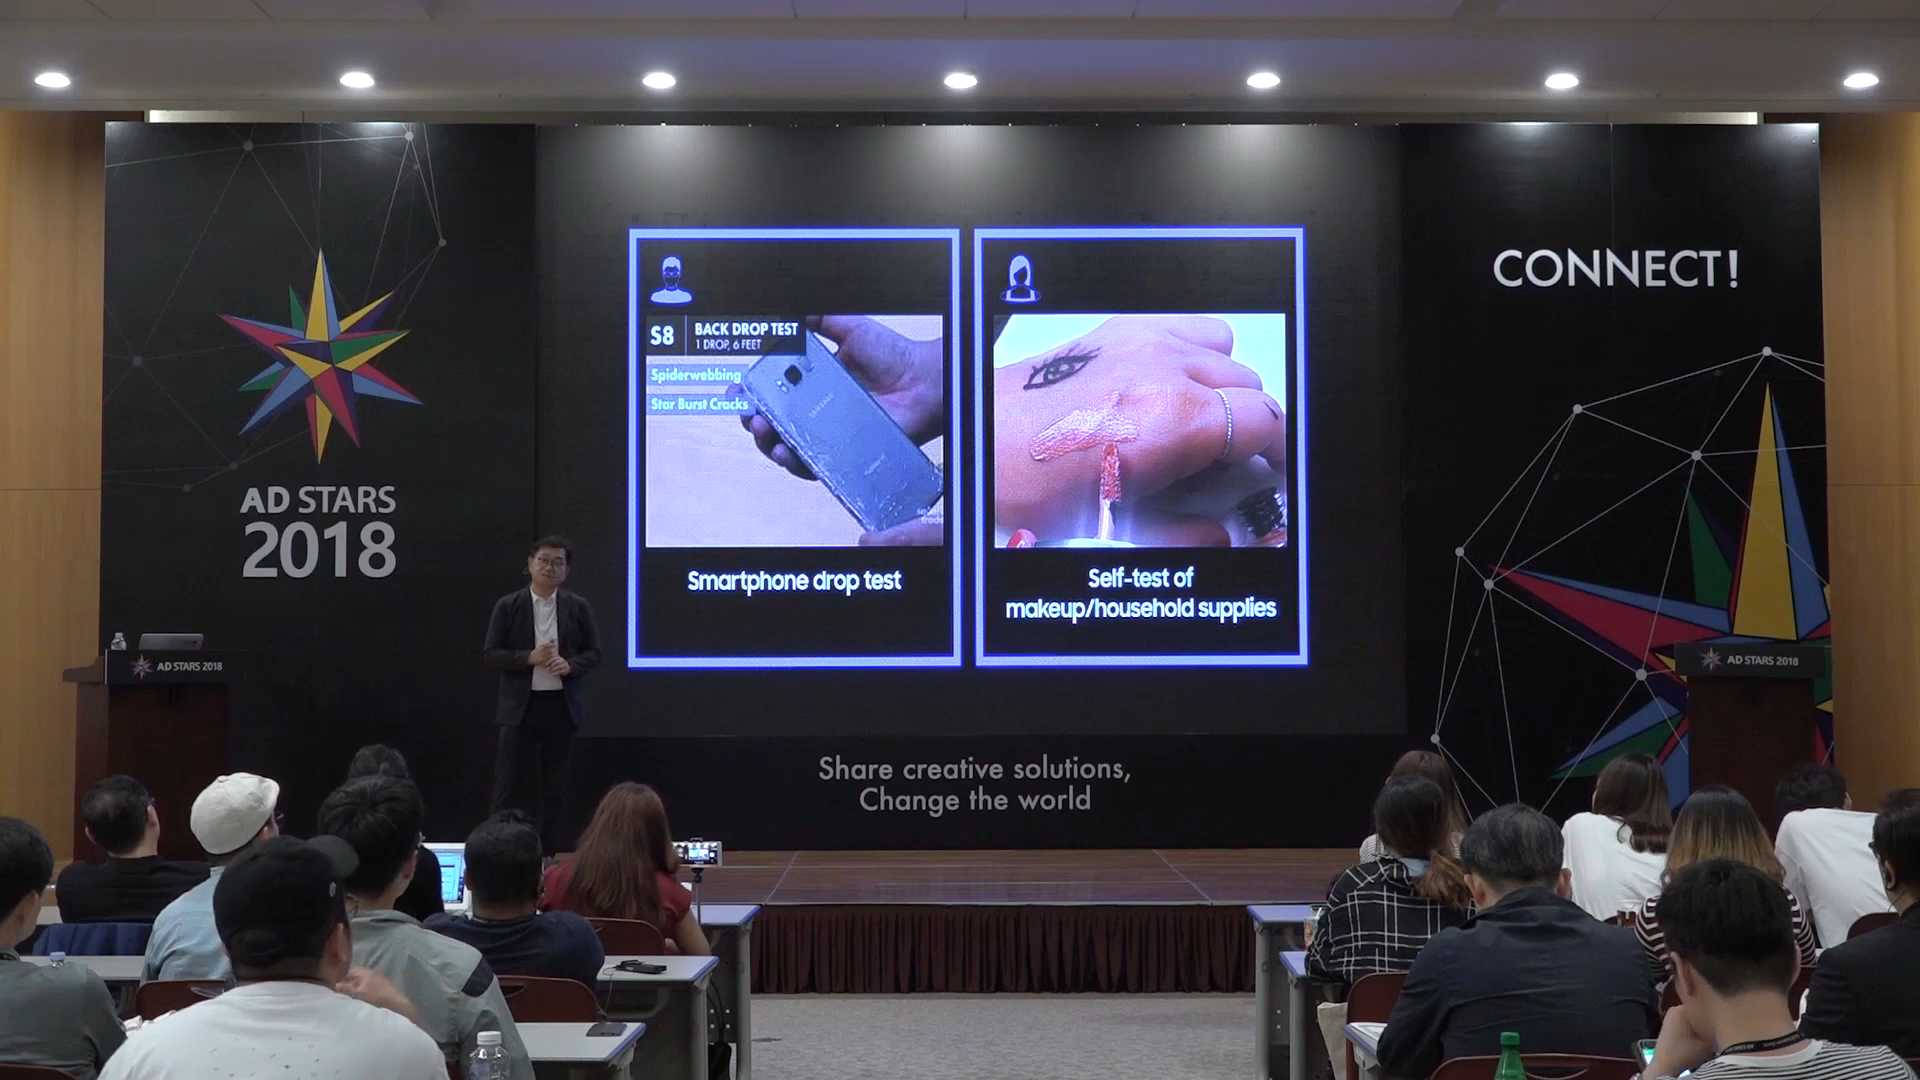 AD STARS
2018
S8
BACK DROP TEST
1 DROP, 6 FEET
Spiderwebbing
Star Burst Cracks
SAMSUNG
Smartphone drop test
Self-test of
makeup/household supplies
CONNECT!
AD STARS 2018
AD STARS 2018
Share creative solutions,
Change the world